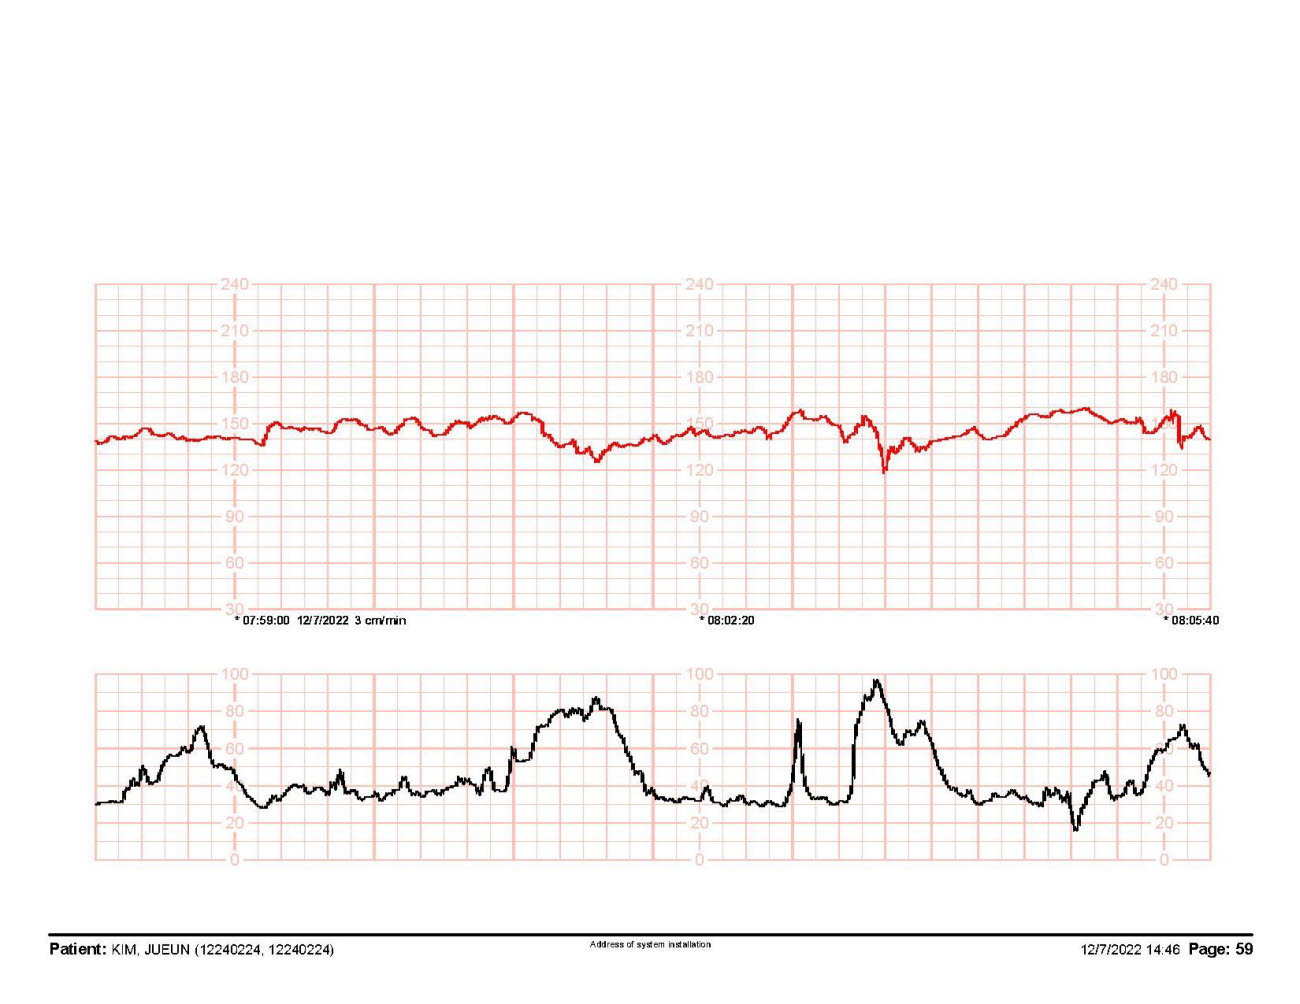 240 240 240
210 210 210
180 180 180
150 150 150
120 120 120
90 90 90
60 60 60
30 30 30
* 07:59:00 12/7/2022 3 cm/min * 08:02:20 * 08:05:40
100 100 100
80 80 80
60 60 60
40 40 40
20 20 20
0 0 0
Patient: KIM, JUEUN (12240224, 12240224) Address of system installation 12/7/2022 14:46 Page: 59